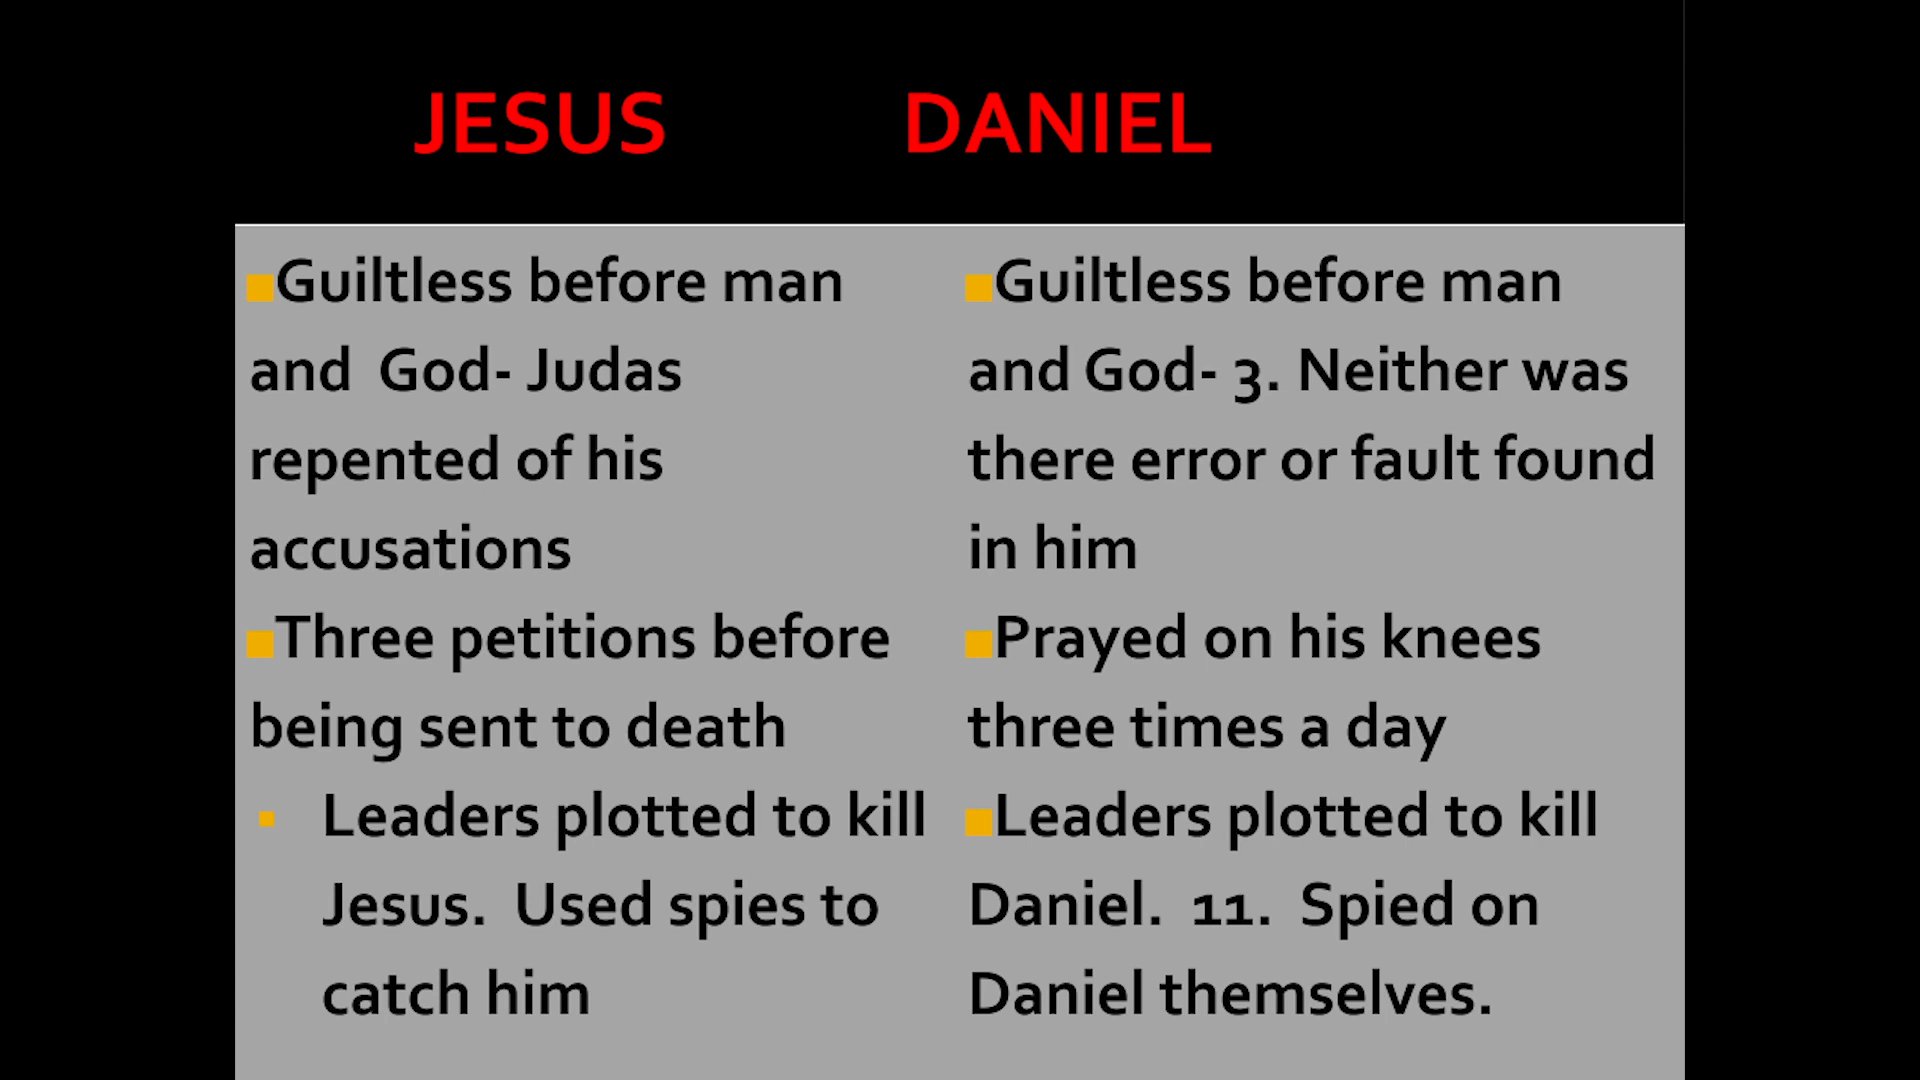 JESUS DANIEL
Guiltless before man
and God- Judas
repented of his
accusations
Three petitions before
being sent to death
Leaders plotted to kill
Jesus. Used spies to
catch him
Guiltless before man
and God- 3. Neither was
there error or fault found
in him
Prayed on his knees
three times a day
Leaders plotted to kill
Daniel. 11. Spied on
Daniel themselves.